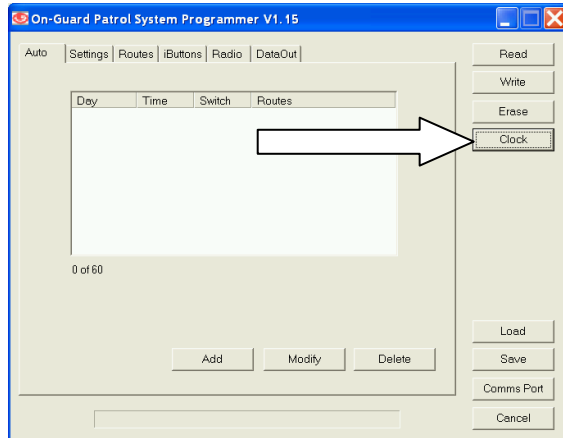 On-Guard Patrol System Programmer V1.15
Auto Settings Routes iButtons Radio DataOut
Read
Write
Erase
Clock
Day Time Switch Routes
0 of 60
Add Modify Delete
Load
Save
Comms Port
Cancel